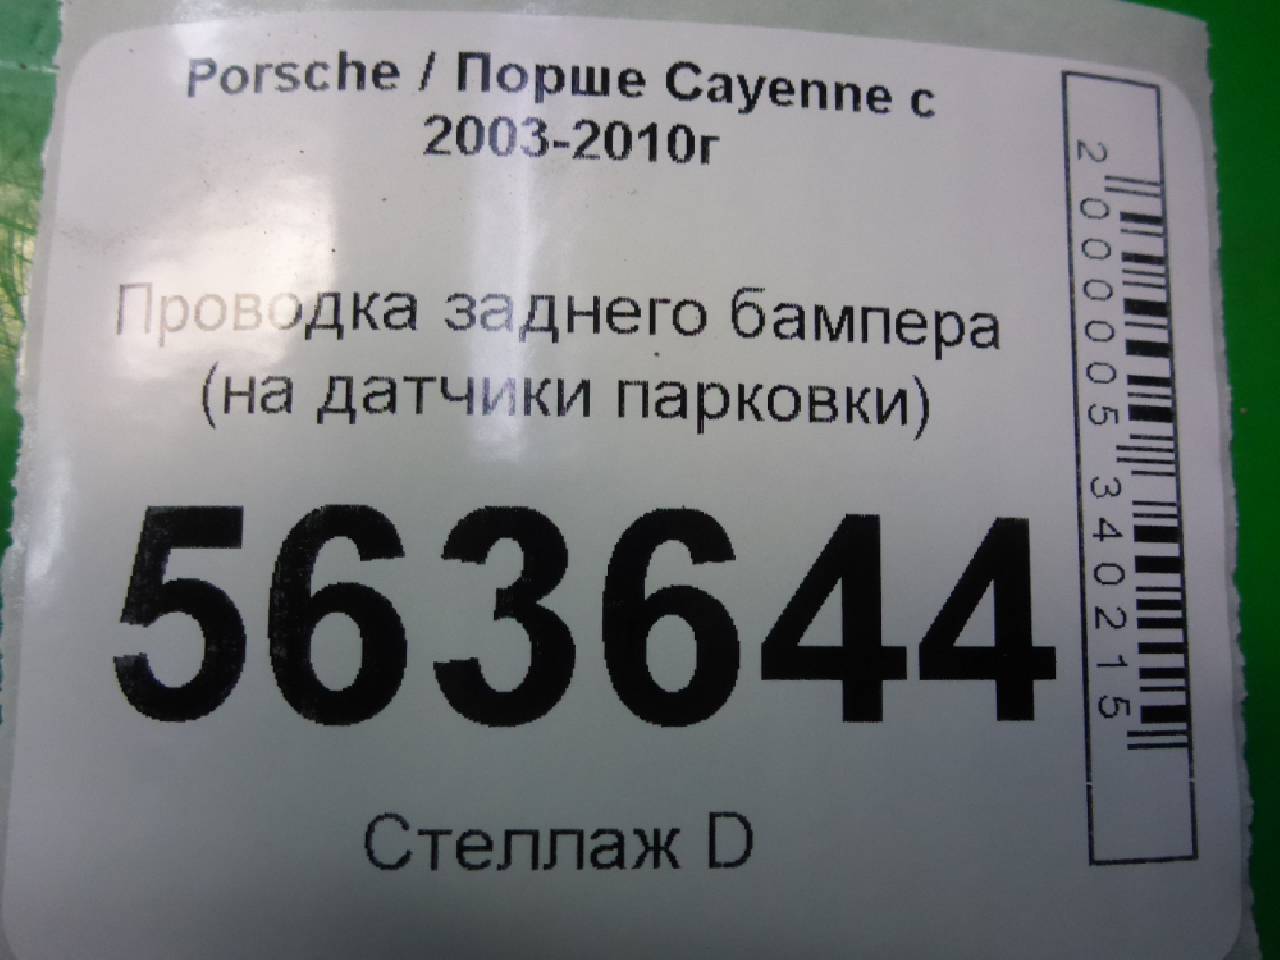 Porsche / Порше Cayenne с
2003-2010г
Проводка заднего бампера
(на датчики парковки)
563644
Стеллаж D
2000005340215